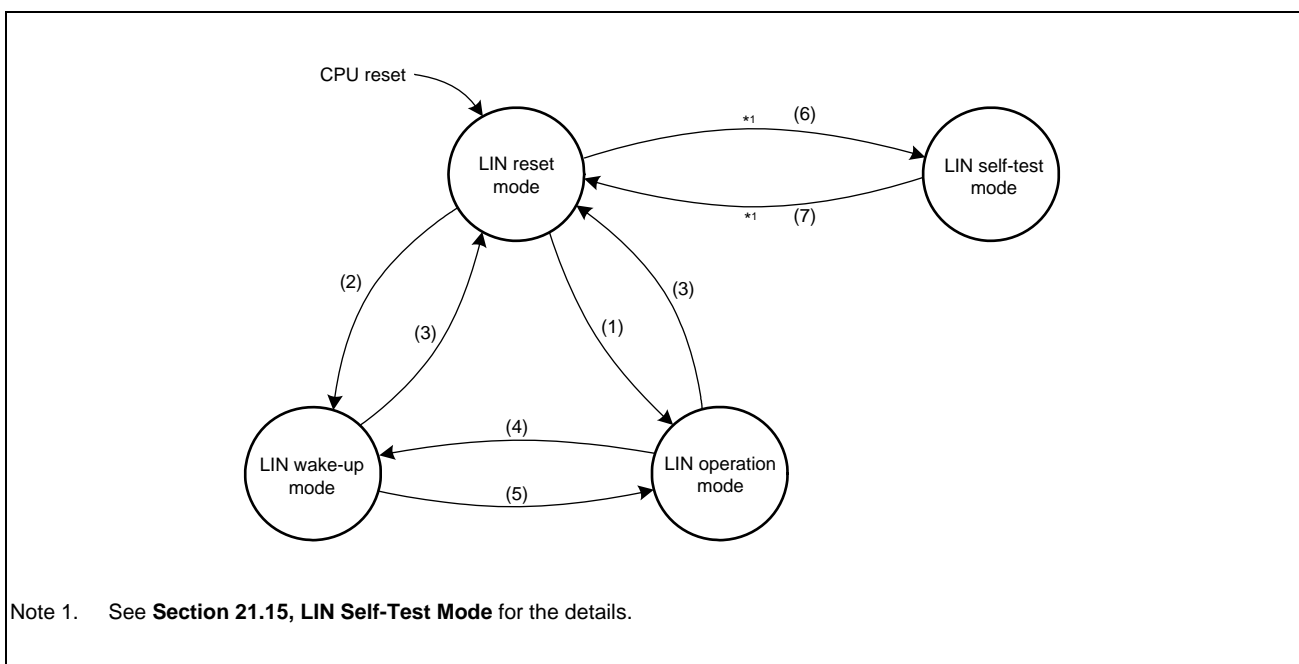 CPU reset
LIN reset
mode
*1 (6)
LIN self-test
mode
*1 (7)
(2)
(3)
(1)
(3)
LIN wake-up
mode
(4)
(5)
LIN operation
mode
Note 1. See Section 21.15, LIN Self-Test Mode for the details.